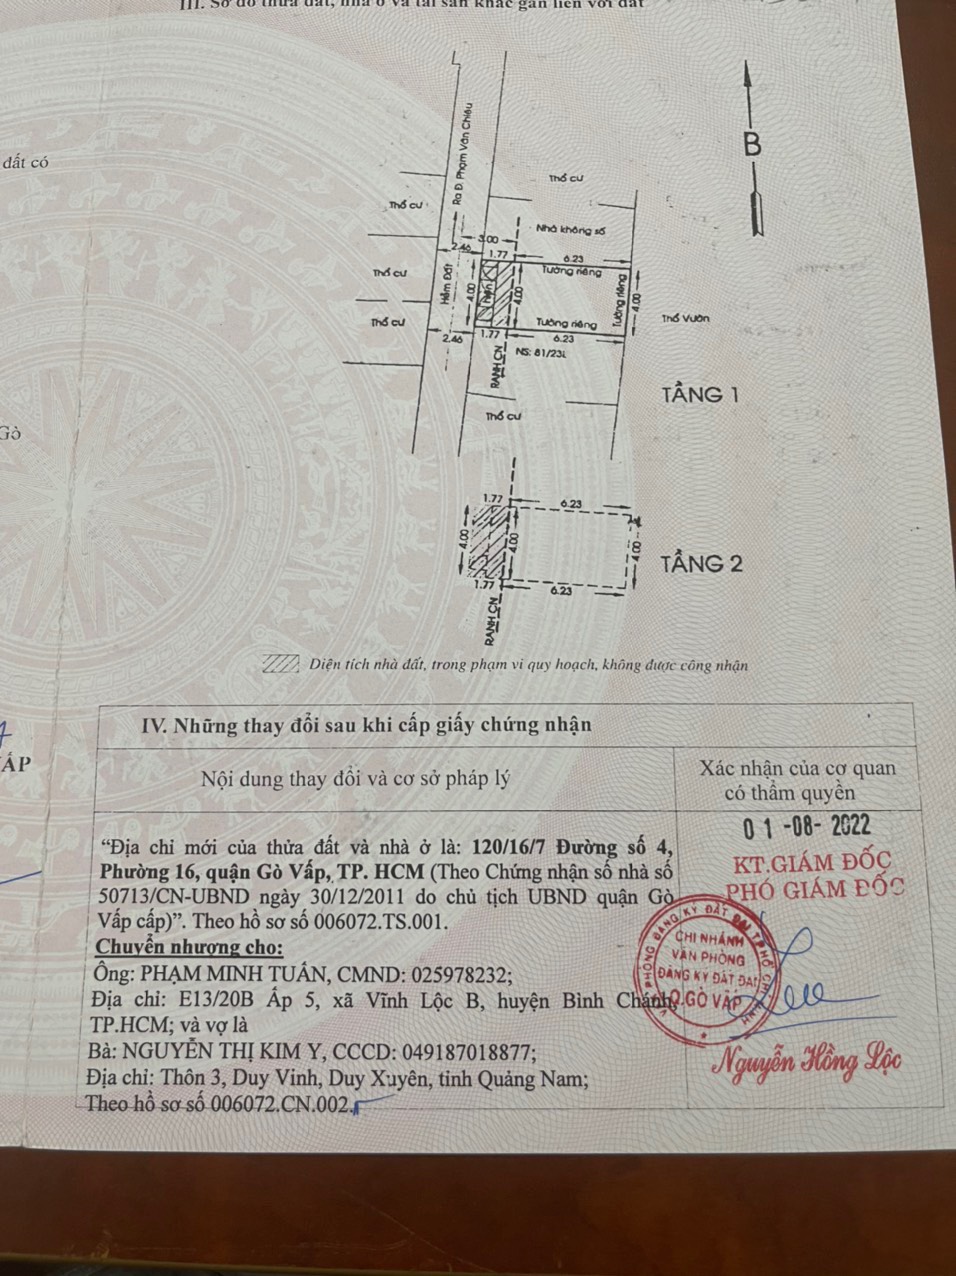 III. Sơ đồ thửa đất, nhà ở và tài sản khác gắn liền với đất
dất có
Gò
ẤP
Ra Đ. Phạm Văn Chiêu
B
Thổ cư
Thổ cư
Nhà không số
3.00
2.46
1.77
6.23
Tường riêng
Thổ cư
Hẻm Đất
4.00
Hiên
4.00
Tường riêng
4.00
Thổ cư
Thổ Vườn
Tường riêng
2.46
1.77
6.23
RANH CN
NS: 81/23L
TẦNG 1
Thổ cư
1.77
6.23
4.00
4.00
4.00
TẦNG 2
1.77
6.23
RANH CN
Diện tích nhà đất, trong phạm vi quy hoạch, không được công nhận
IV. Những thay đổi sau khi cấp giấy chứng nhận
Nội dung thay đổi và cơ sở pháp lý
Xác nhận của cơ quan
có thẩm quyền
“Địa chỉ mới của thửa đất và nhà ở là: 120/16/7 Đường số 4,
Phường 16, quận Gò Vấp, TP. HCM (Theo Chứng nhận số nhà số
50713/CN-UBND ngày 30/12/2011 do chủ tịch UBND quận Gò
Vấp cấp)”. Theo hồ sơ số 006072.TS.001.
Chuyển nhượng cho:
Ông: PHẠM MINH TUẤN, CMND: 025978232;
Địa chỉ: E13/20B Ấp 5, xã Vĩnh Lộc B, huyện Bình Chánh,
TP.HCM; và vợ là
Bà: NGUYỄN THỊ KIM Y, CCCD: 049187018877;
Địa chỉ: Thôn 3, Duy Vinh, Duy Xuyên, tỉnh Quảng Nam;
Theo hồ sơ số 006072.CN.002.
01-08-2022
KT.GIÁM ĐỐC
PHÓ GIÁM ĐỐC
VĂN PHÒNG ĐĂNG KÝ ĐẤT ĐAI TP.HỒ CHÍ MINH
CHI NHÁNH
VĂN PHÒNG
ĐĂNG KÝ ĐẤT ĐAI
Q.GÒ VẤP
Nguyễn Hồng Lộc